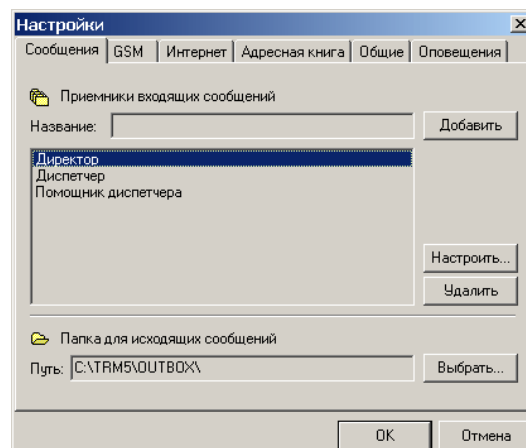 Настройки
Сообщения GSM Интернет Адресная книга Общие Оповещения
Приемники входящих сообщений
Название: Добавить
Директор
Диспетчер
Помощник диспетчера
Настроить...
Удалить
Папка для исходящих сообщений
Путь: C:\TRM5\OUTBOX\ Выбрать...
OK Отмена